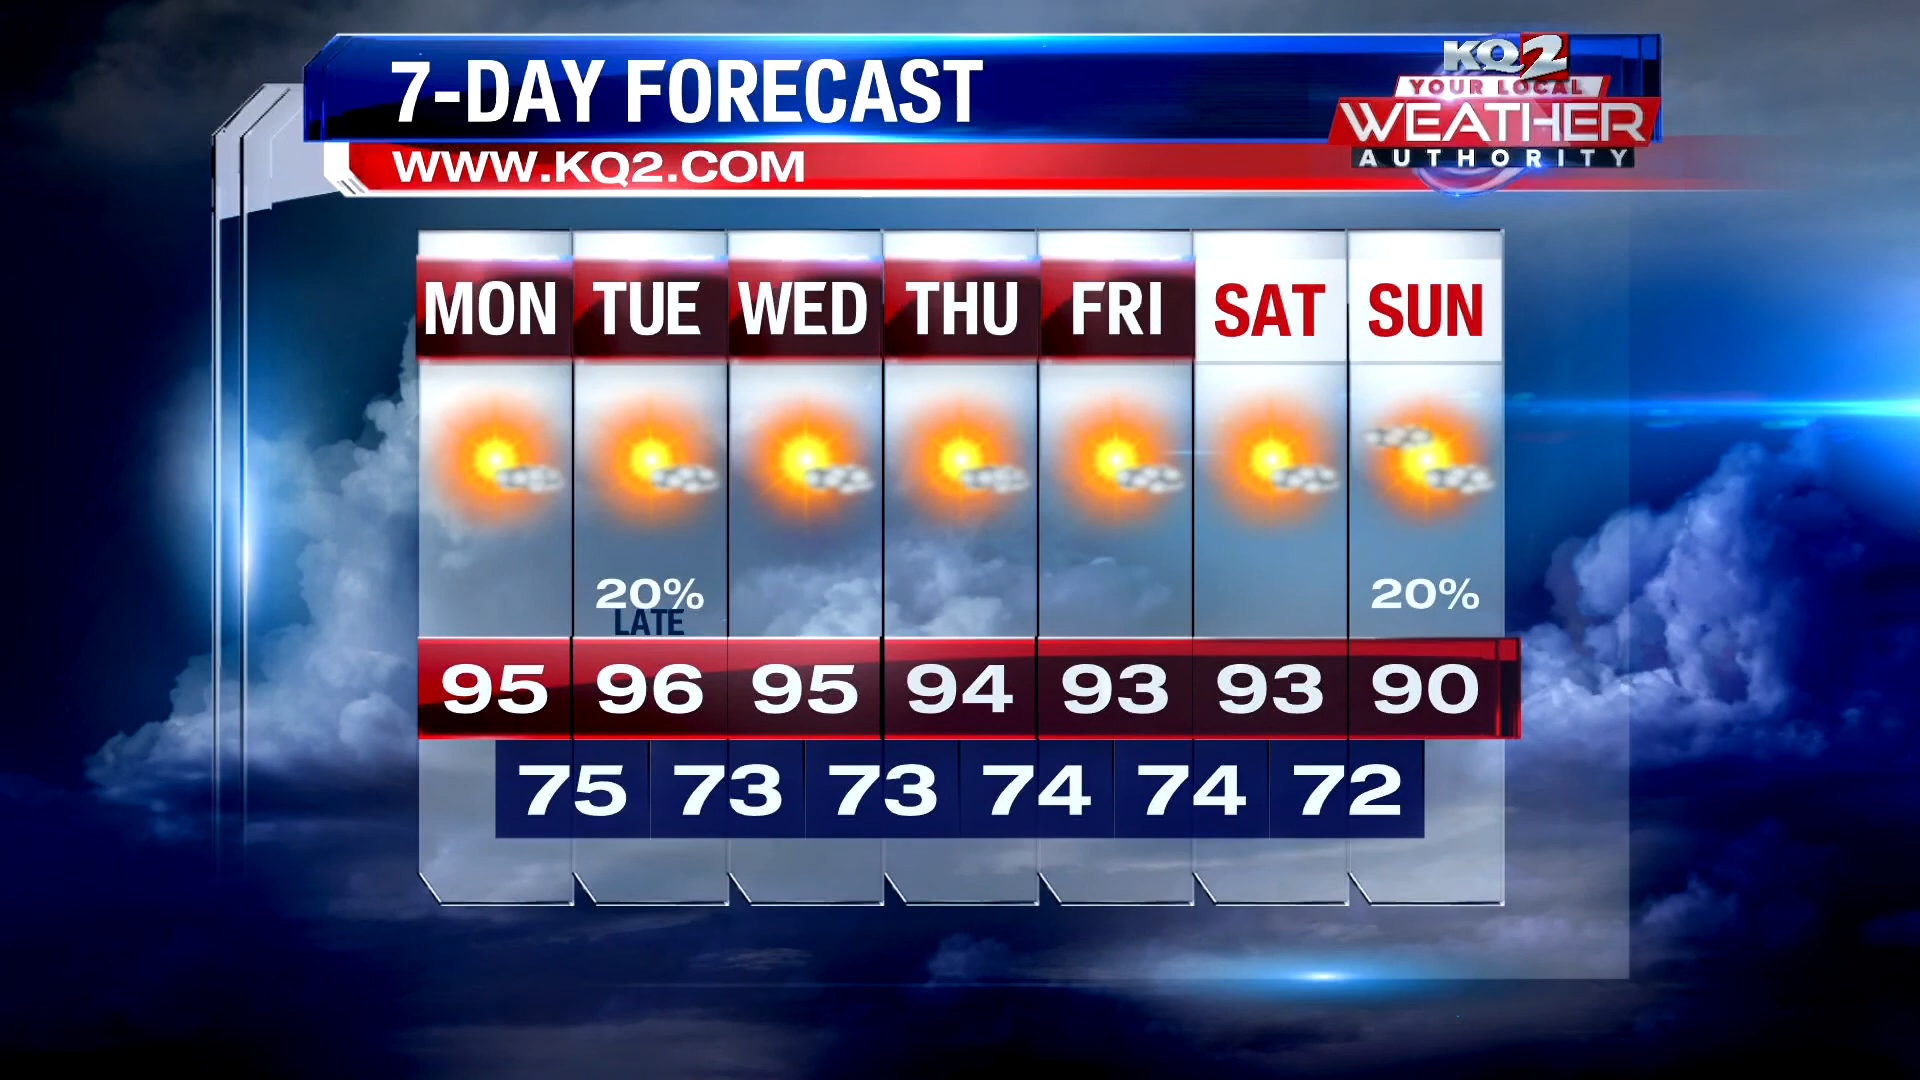 7-DAY FORECAST
WWW.KQ2.COM
KQ2
YOUR LOCAL
WEATHER
AUTHORITY
MON TUE WED THU FRI SAT SUN
20% 20%
LATE
95 96 95 94 93 93 90
75 73 73 74 74 72